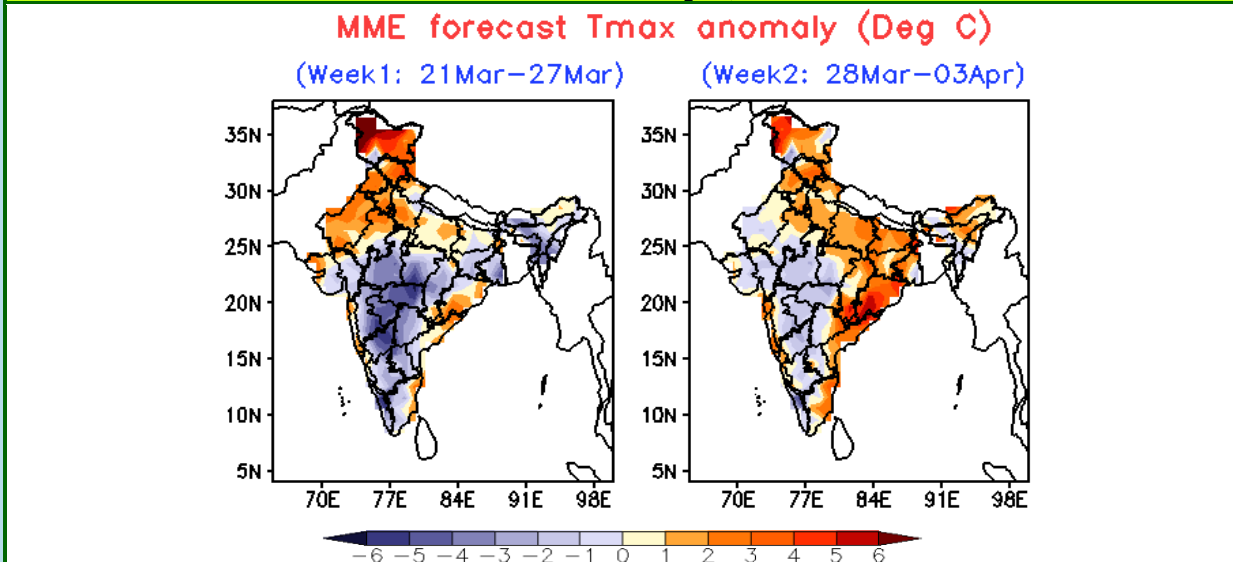 MME forecast Tmax anomaly (Deg C)
(Week1: 21Mar-27Mar) (Week2: 28Mar-03Apr)
35N 35N
30N 30N
25N 25N
20N 20N
15N 15N
10N 10N
5N 5N
70E 77E 84E 91E 98E 70E 77E 84E 91E 98E
-6 -5 -4 -3 -2 -1 0 1 2 3 4 5 6